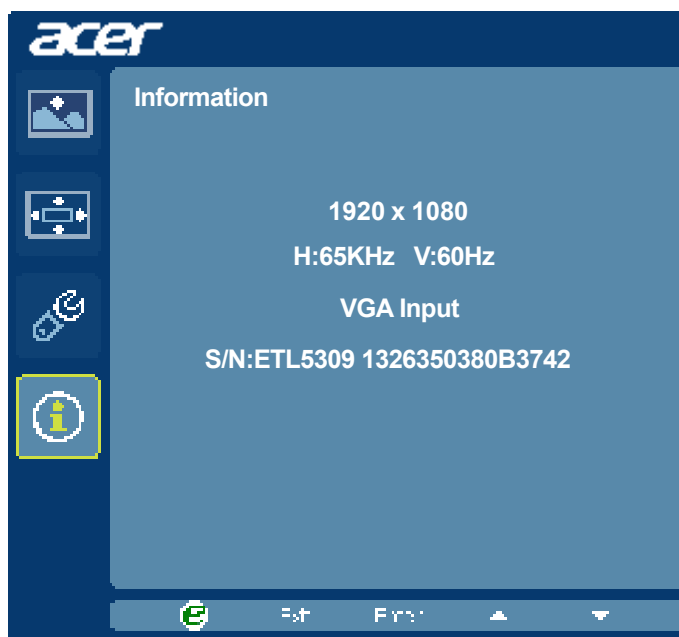 acer
Information
1920 x 1080
H:65KHz V:60Hz
VGA Input
S/N:ETL5309 1326350380B3742